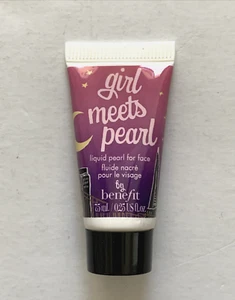 girl
meets
pearl
liquid pearl for face
fluide nacré
pour le visage
by
benefit
7.5 mL / 0.25 US fl. oz.